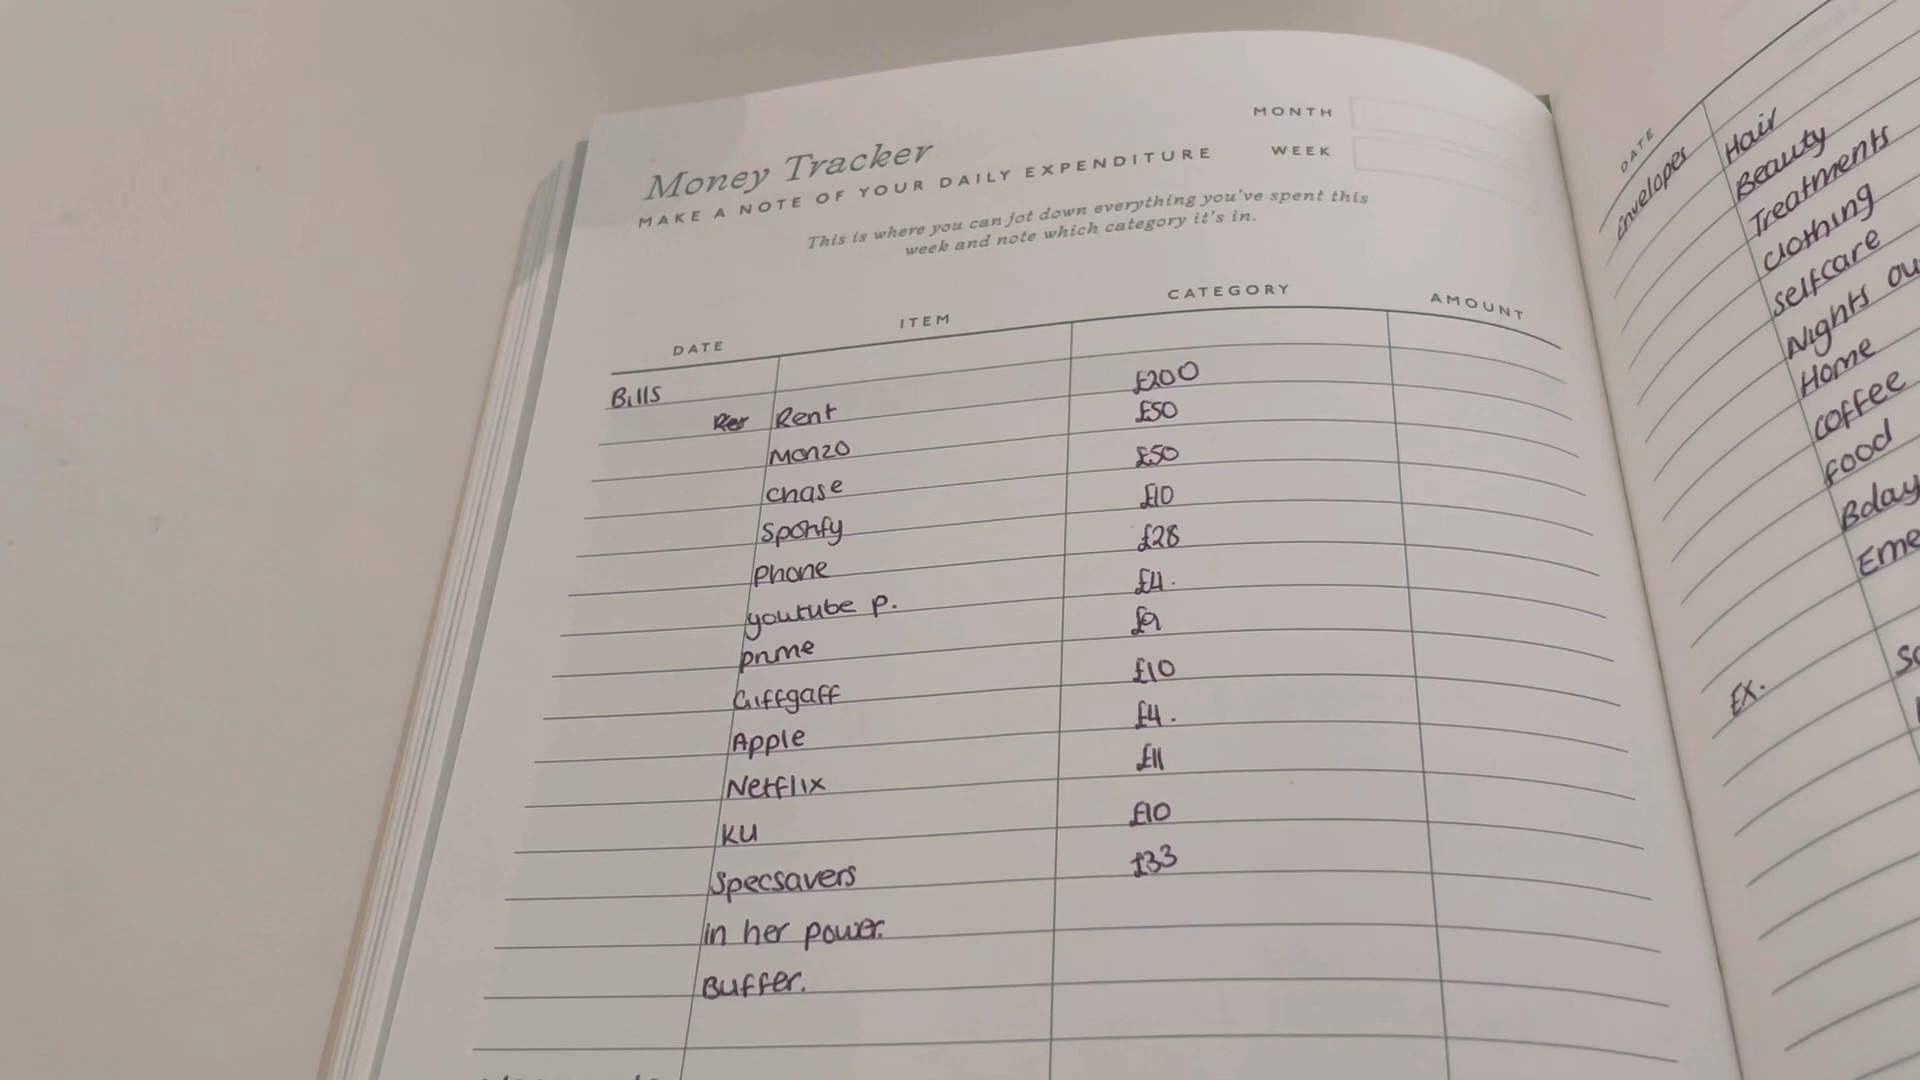 MONTH
WEEK
Money Tracker
MAKE A NOTE OF YOUR DAILY EXPENDITURE
This is where you can jot down everything you've spent this
week and note which category it's in.
DATE ITEM CATEGORY AMOUNT
Bills
Rent £200
Monzo £50
Chase £50
Spotify £10
Phone £28
youtube p. £4.
prime £9
Giffgaff £10
Apple £4.
Netflix £11
KU £10
Specsavers £33
in her power.
Buffer.
DATE
Envelopes Hair
Beauty
Treatments
clothing
selfcare
Nights
Home
coffee
food
Bday
EX.